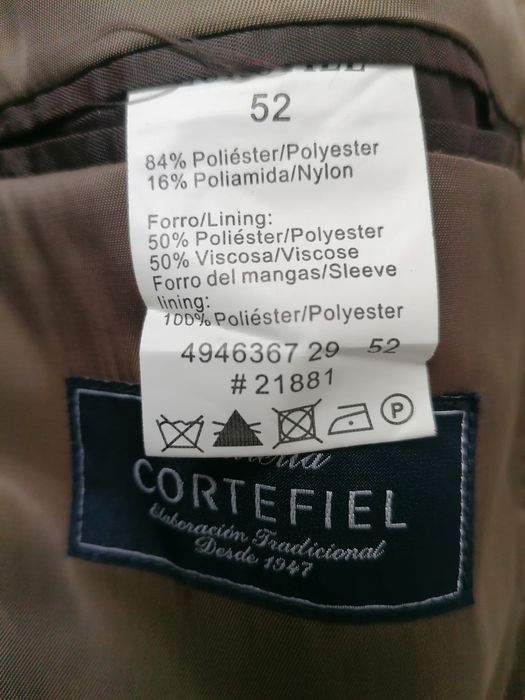 52
84% Poliéster/Polyester
16% Poliamida/Nylon
Forro/Lining:
50% Poliéster/Polyester
50% Viscosa/Viscose
Forro del mangas/Sleeve
lining:
100% Poliéster/Polyester
4946367 29 52
#21881
P
CORTEFIEL
Elaboración Tradicional
Desde 1947